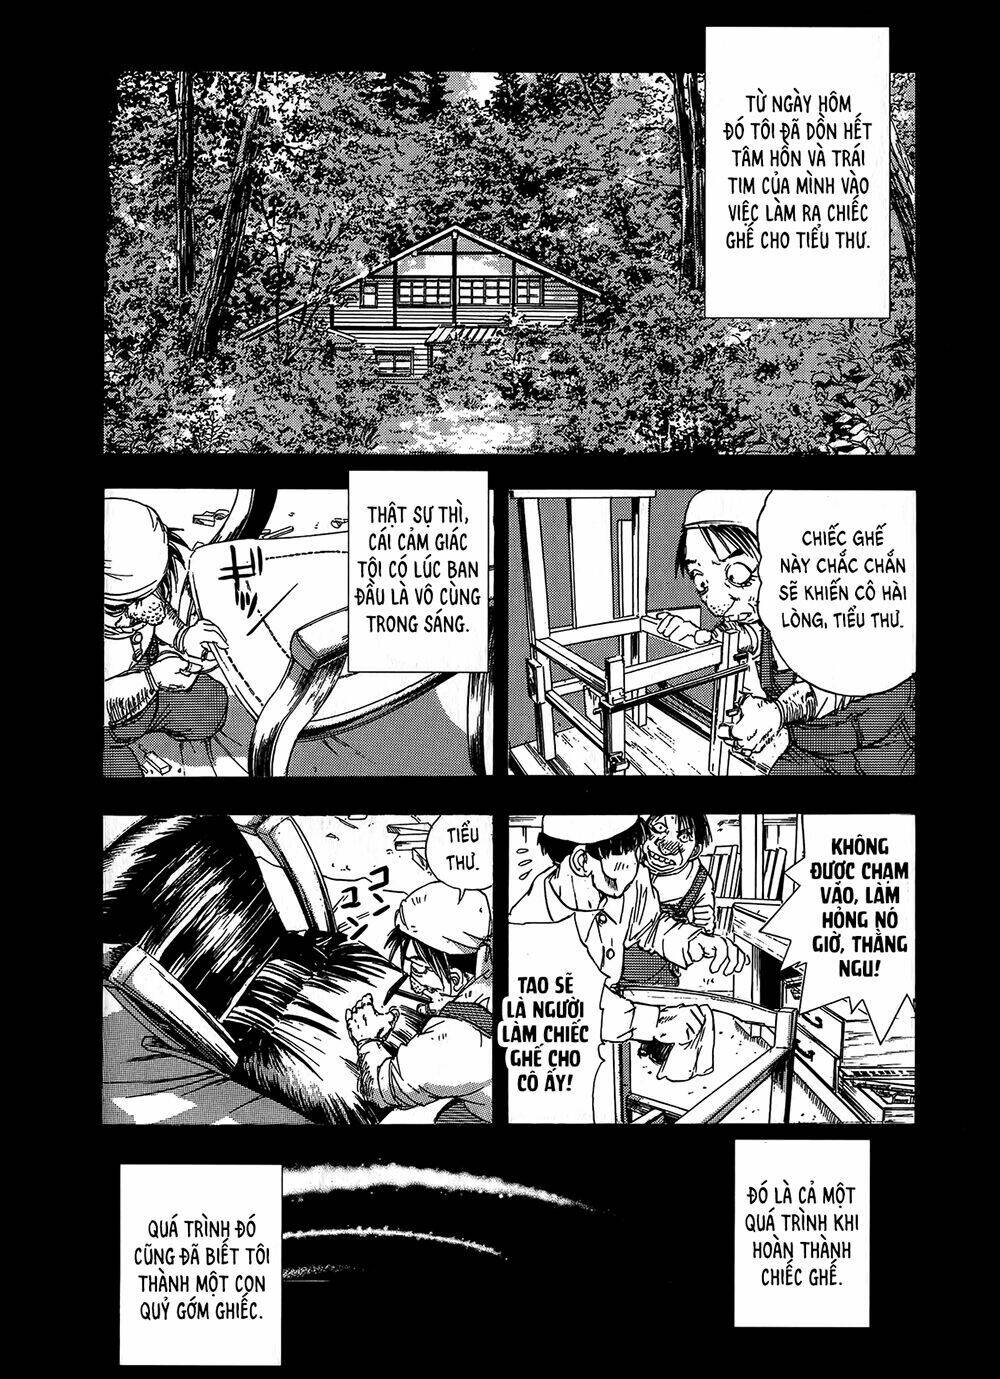 TỪ NGÀY HÔM
ĐÓ TÔI ĐÃ DỒN HẾT
TÂM HỒN VÀ TRÁI
TIM CỦA MÌNH VÀO
VIỆC LÀM RA CHIẾC
GHẾ CHO TIỂU THƯ.
CHIẾC GHẾ
NÀY CHẮC CHẮN
SẼ KHIẾN CÔ HÀI
LÒNG, TIỂU THƯ.
THẬT SỰ THÌ,
CÁI CẢM GIÁC
TÔI CÓ LÚC BAN
ĐẦU LÀ VÔ CÙNG
TRONG SÁNG.
KHÔNG
ĐƯỢC CHẠM
VÀO, LÀM
HỎNG NÓ
GIỜ, THẰNG
NGU!
TAO SẼ
LÀ NGƯỜI
LÀM CHIẾC
GHẾ CHO
CÔ ẤY!
TIỂU
THƯ.
ĐÓ LÀ CẢ MỘT
QUÁ TRÌNH KHI
HOÀN THÀNH
CHIẾC GHẾ.
QUÁ TRÌNH ĐÓ
CŨNG ĐÃ BIẾT TÔI
THÀNH MỘT CON
QUỶ GỚM GHIẾC.